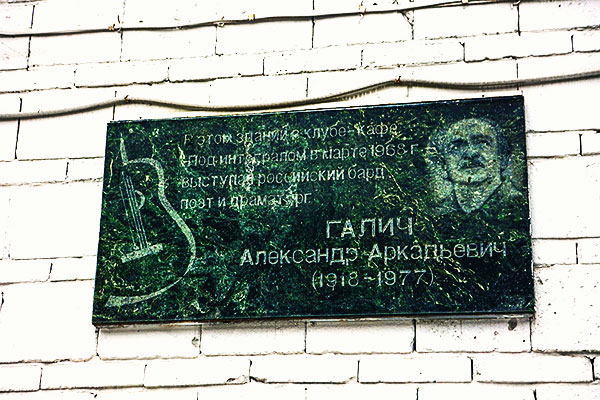 В этом здании в клубе-кафе
«Под интегралом» в марте 1968 г.
выступал российский бард
поэт и драматург
ГАЛИЧ
Александр Аркадьевич
(1918-1977)